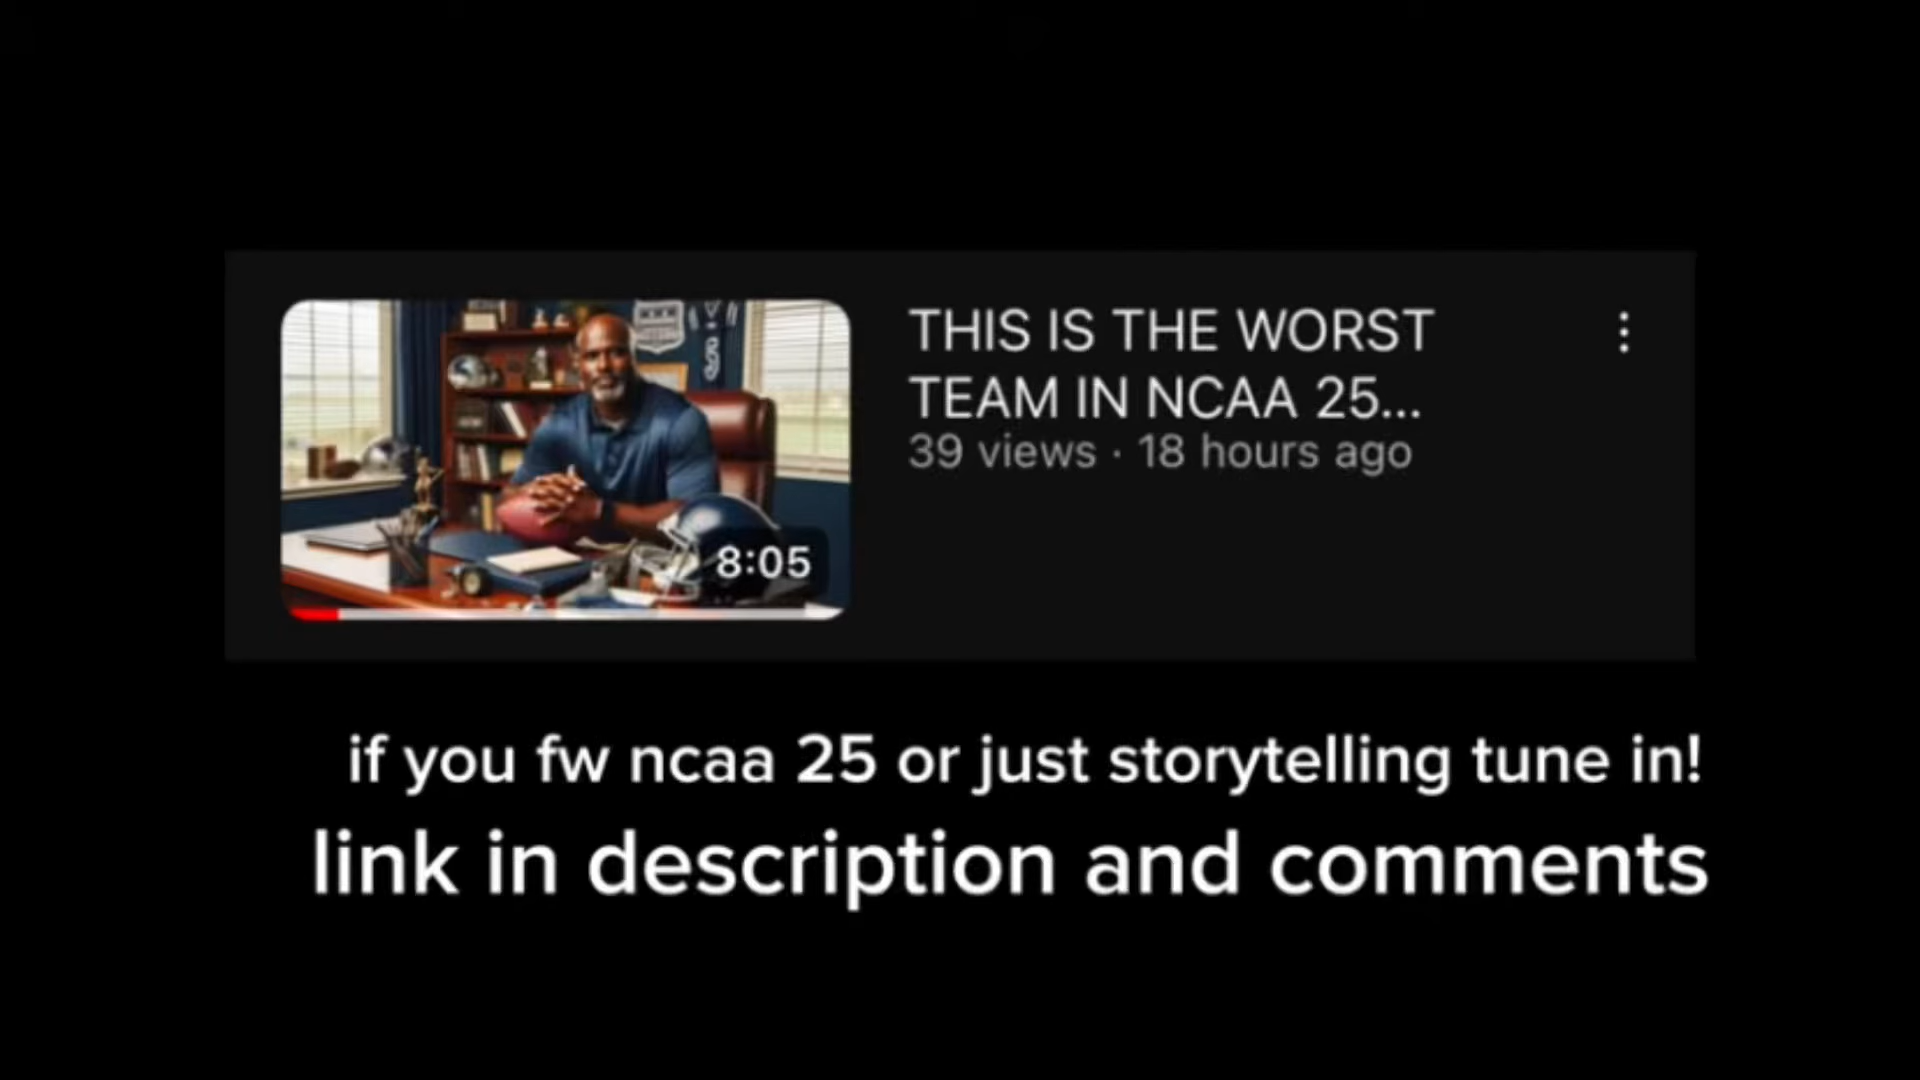 THIS IS THE WORST
TEAM IN NCAA 25...
39 views · 18 hours ago
8:05
if you fw ncaa 25 or just storytelling tune in!
link in description and comments